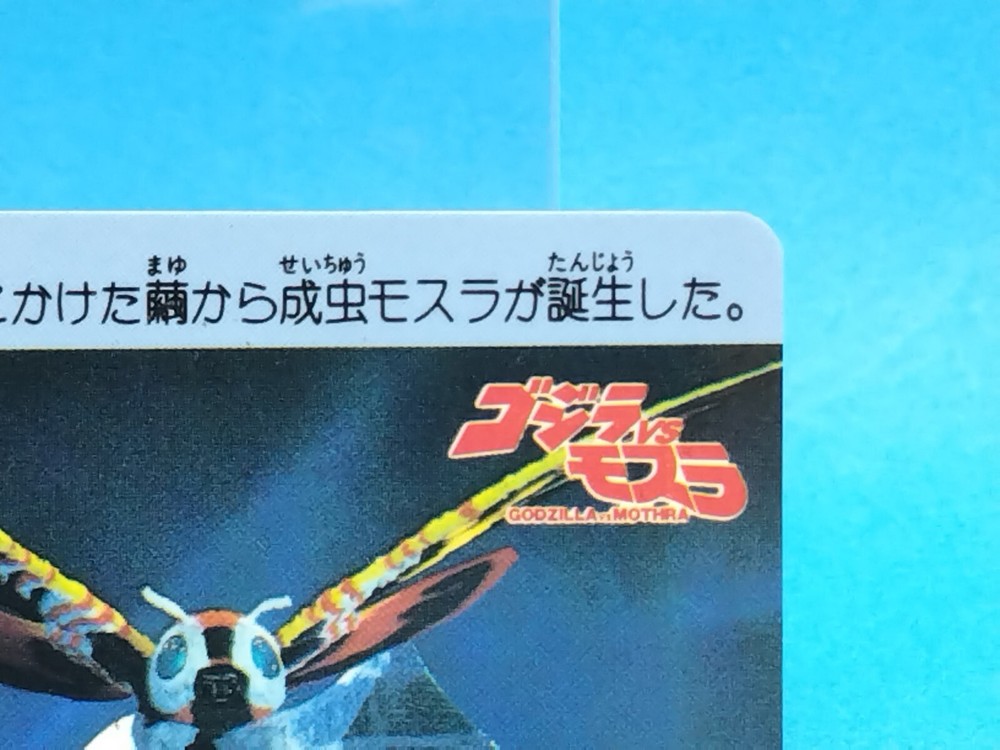 まゆ せいちゅう たんじょう
かけた繭から成虫モスラが誕生した。
ゴジラVS
モスラ
GODZILLA VS MOTHRA